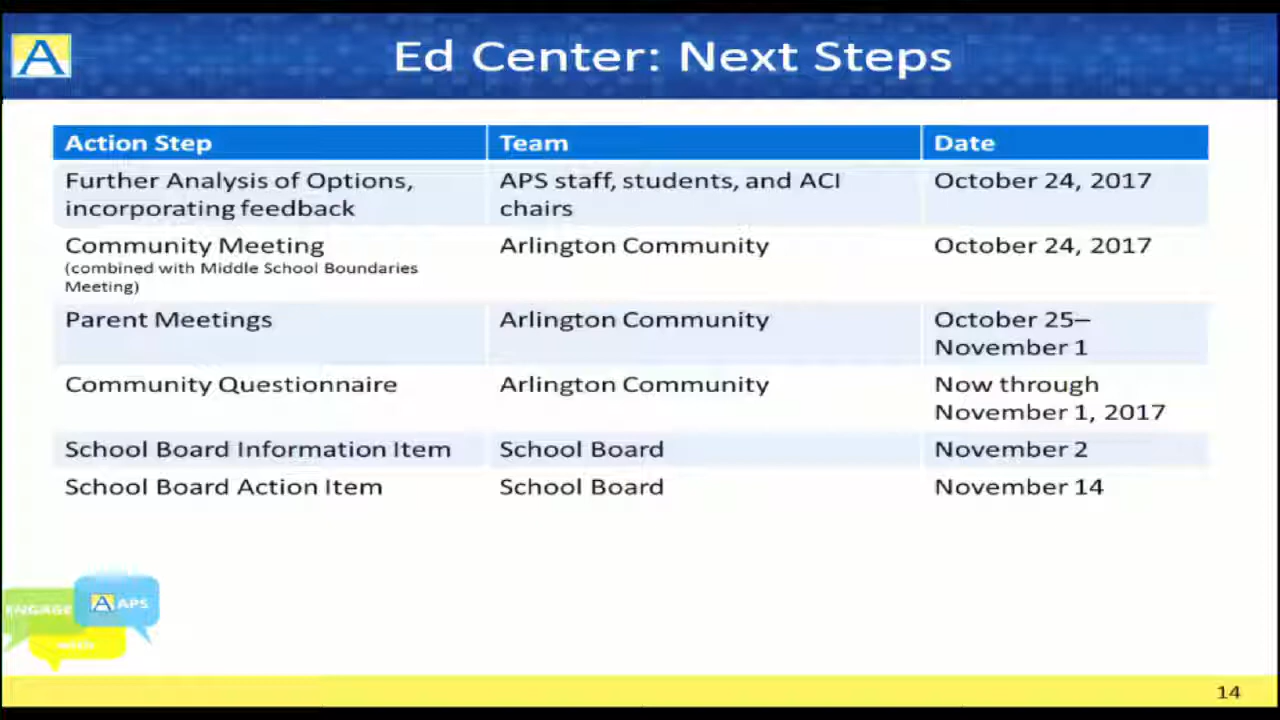 A
Ed Center: Next Steps
Action Step
Team
Date
Further Analysis of Options,
incorporating feedback
APS staff, students, and ACI
chairs
October 24, 2017
Community Meeting
(combined with Middle School Boundaries
Meeting)
Arlington Community
October 24, 2017
Parent Meetings
Arlington Community
October 25–
November 1
Community Questionnaire
Arlington Community
Now through
November 1, 2017
School Board Information Item
School Board
November 2
School Board Action Item
School Board
November 14
ENGAGE
with
A APS
14